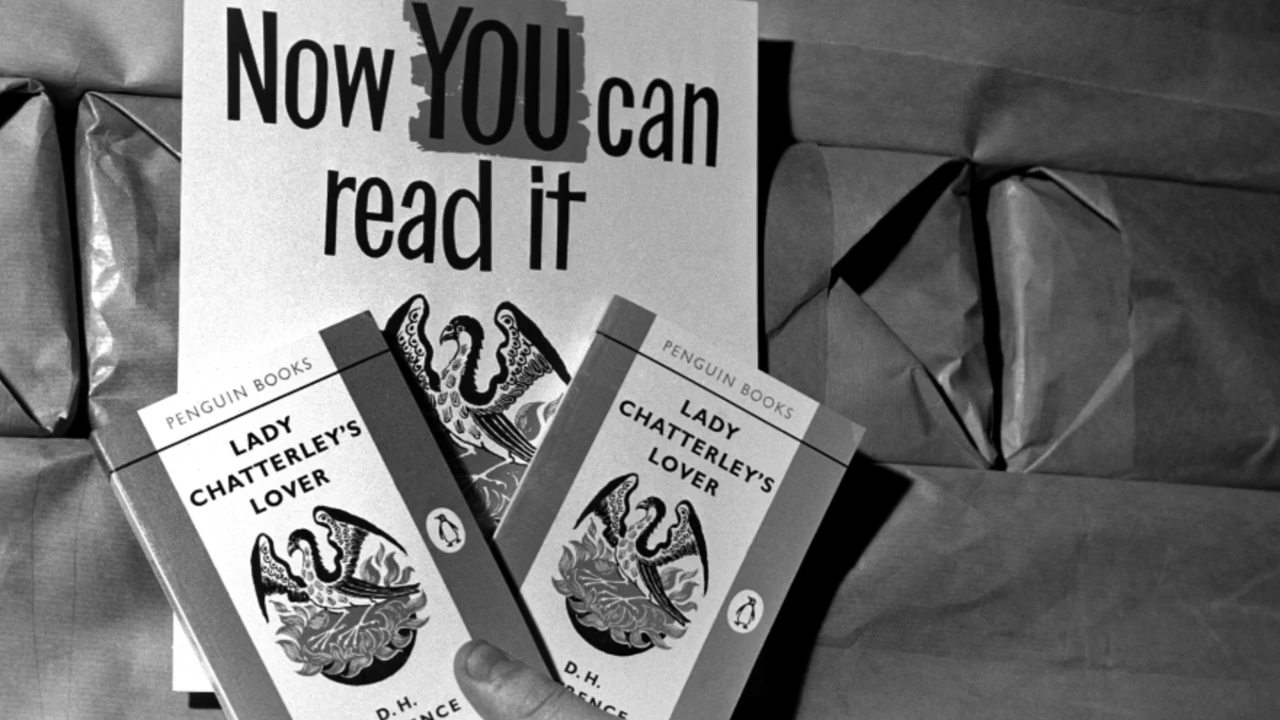 Now YOU can
read it
PENGUIN BOOKS
LADY
CHATTERLEY'S
LOVER
D. H.
PENGUIN BOOKS
LADY
CHATTERLEY'S
LOVER
D. H.